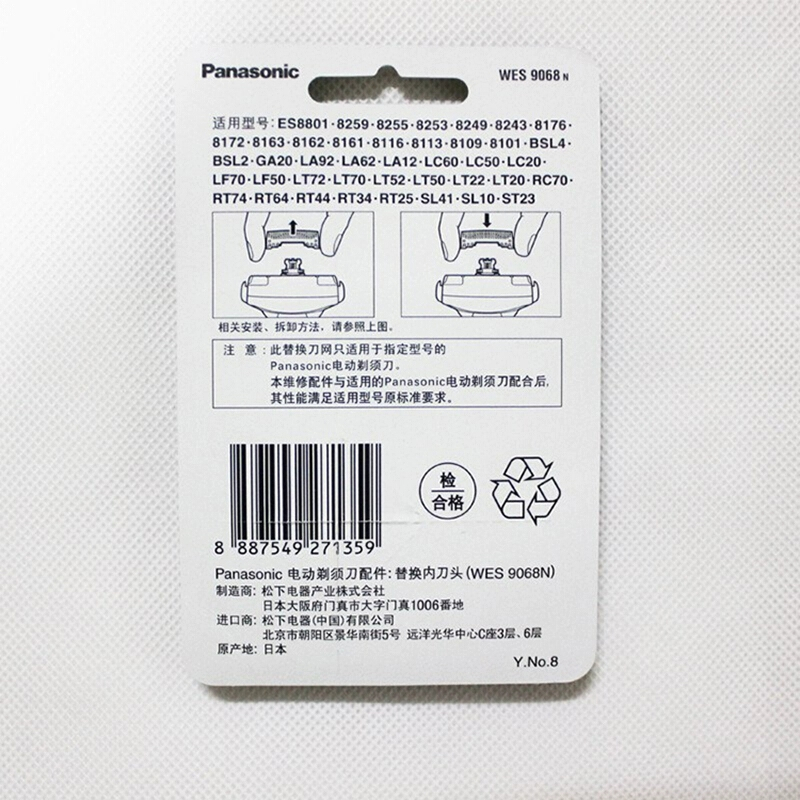 Panasonic
WES 9068 N
适用型号: ES8801·8259·8255·8253·8249·8243·8176·
8172·8163·8162·8161·8116·8113·8109·8101·BSL4·
BSL2·GA20·LA92·LA62·LA12·LC60·LC50·LC20·
LF70·LF50·LT72·LT70·LT52·LT50·LT22·LT20·RC70·
RT74·RT64·RT44·RT34·RT25·SL41·SL10·ST23
相关安装、拆卸方法，请参照上图。
注 意：此替换刀网只适用于指定型号的
Panasonic电动剃须刀。
本维修配件与适用的Panasonic电动剃须刀配合后,
其性能满足适用型号原标准要求。
检
合格
8 887549 271359
Panasonic 电动剃须刀配件: 替换内刀头 (WES 9068N)
制造商: 松下电器产业株式会社
日本大阪府门真市大字门真1006番地
进口商: 松下电器(中国)有限公司
北京市朝阳区景华南街5号 远洋光华中心C座3层、6层
原产地: 日本
Y.No.8